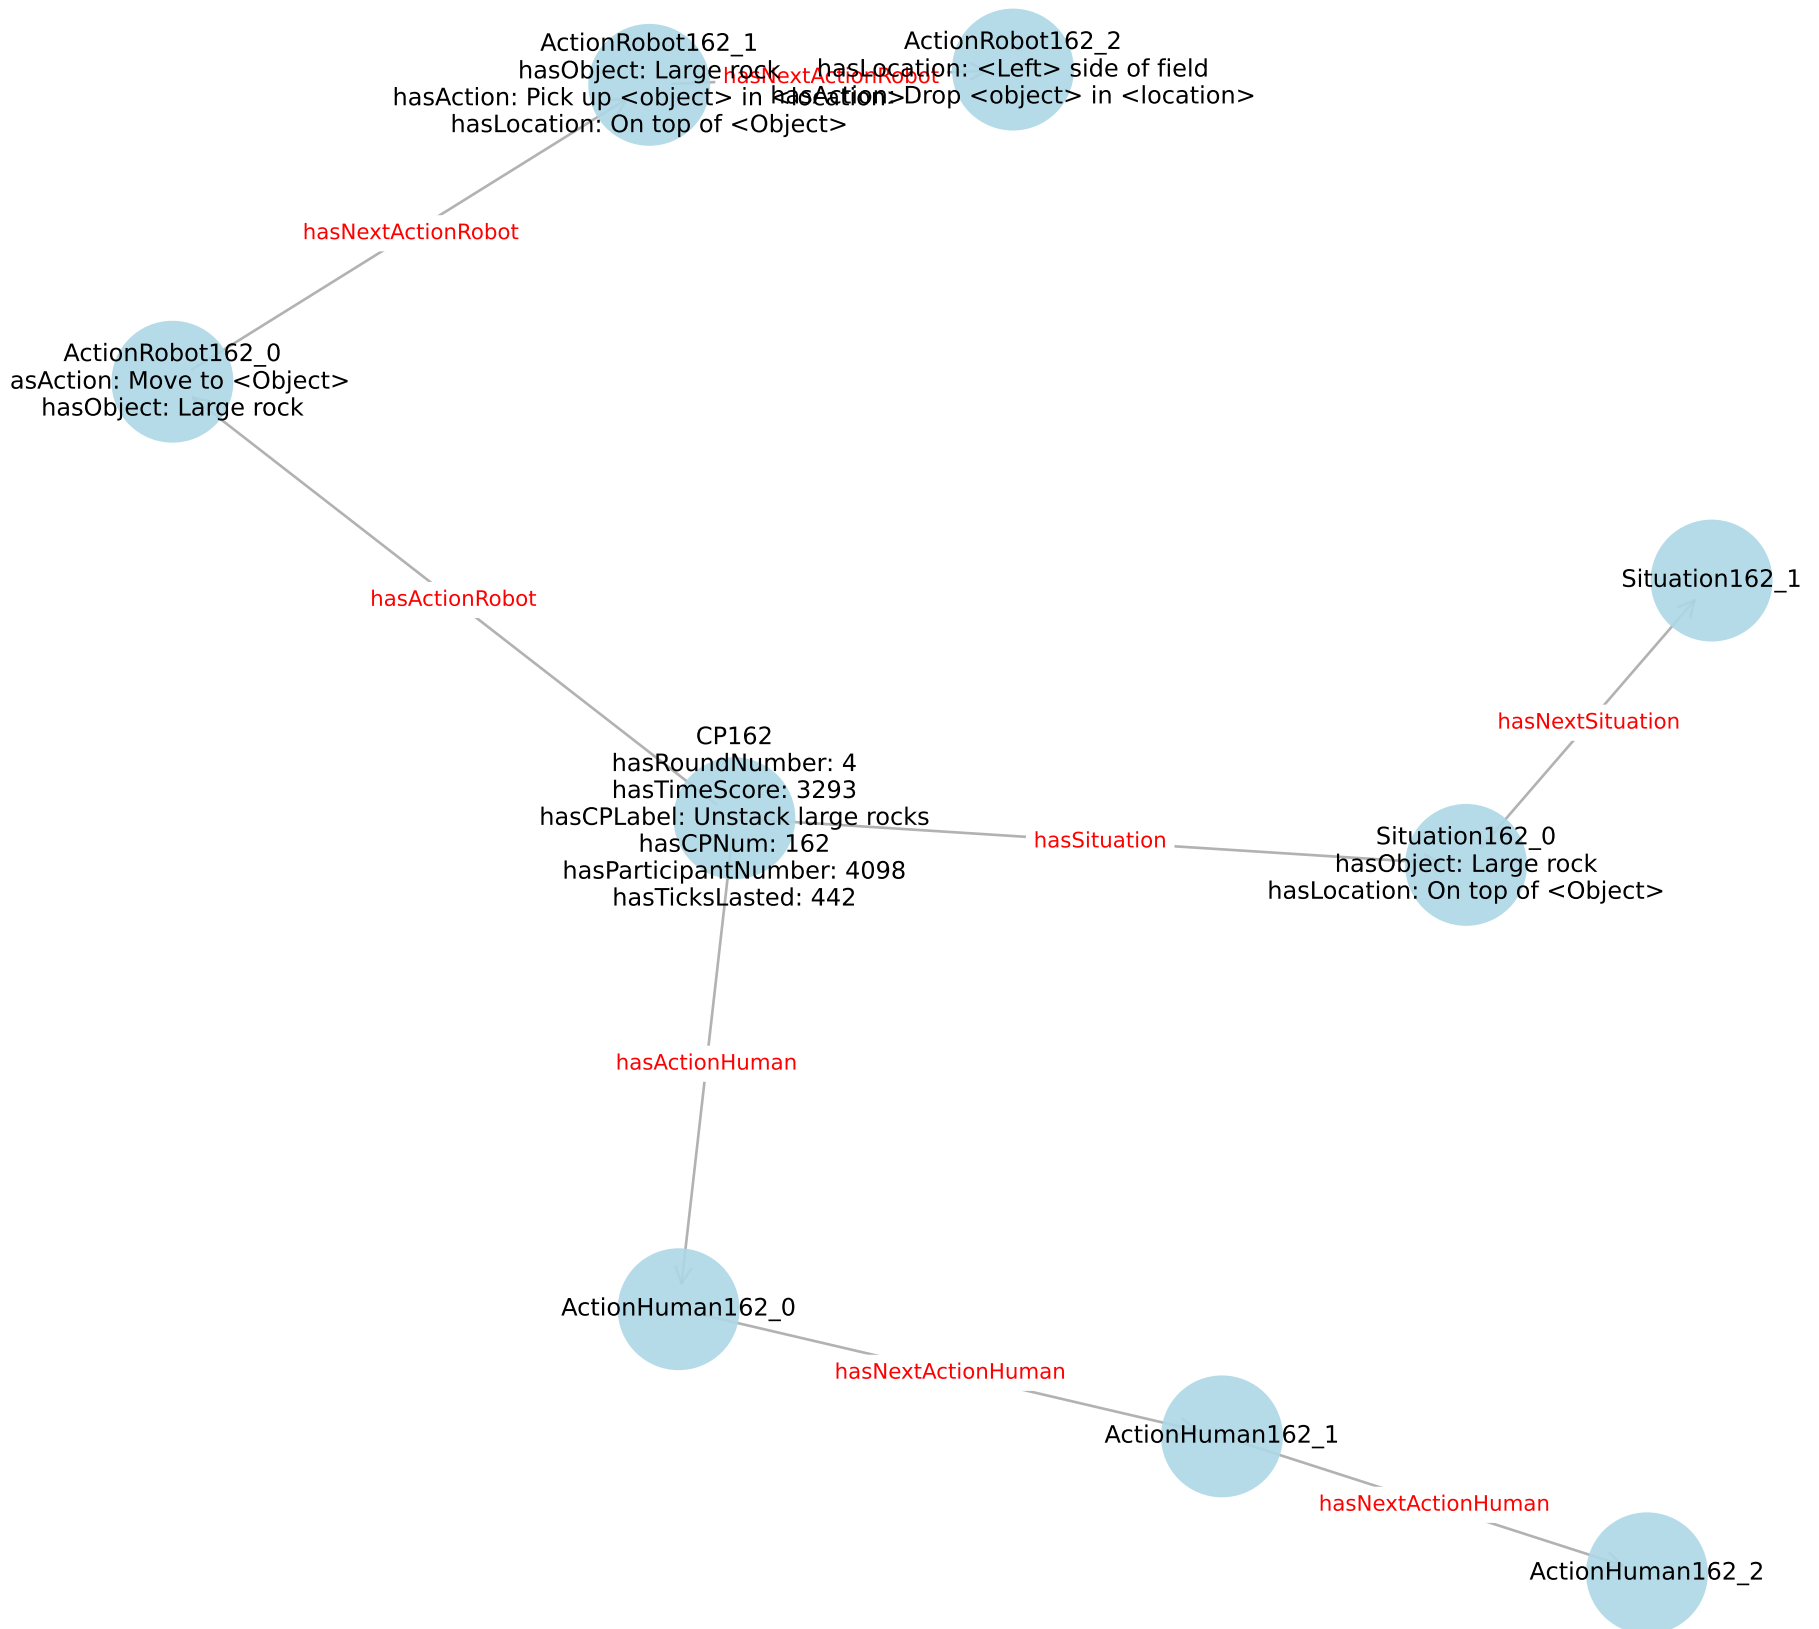 ActionRobot162_1
hasObject: Large rock
hasAction: Pick up <object> in <location>
hasLocation: On top of <Object>
hasNextActionRobot
ActionRobot162_2
hasLocation: <Left> side of field
hasAction: Drop <object> in <location>
hasNextActionRobot
ActionRobot162_0
asAction: Move to <Object>
hasObject: Large rock
hasActionRobot
Situation162_1
hasNextSituation
CP162
hasRoundNumber: 4
hasTimeScore: 3293
hasCPLabel: Unstack large rocks
hasCPNum: 162
hasParticipantNumber: 4098
hasTicksLasted: 442
hasSituation
Situation162_0
hasObject: Large rock
hasLocation: On top of <Object>
hasActionHuman
ActionHuman162_0
hasNextActionHuman
ActionHuman162_1
hasNextActionHuman
ActionHuman162_2